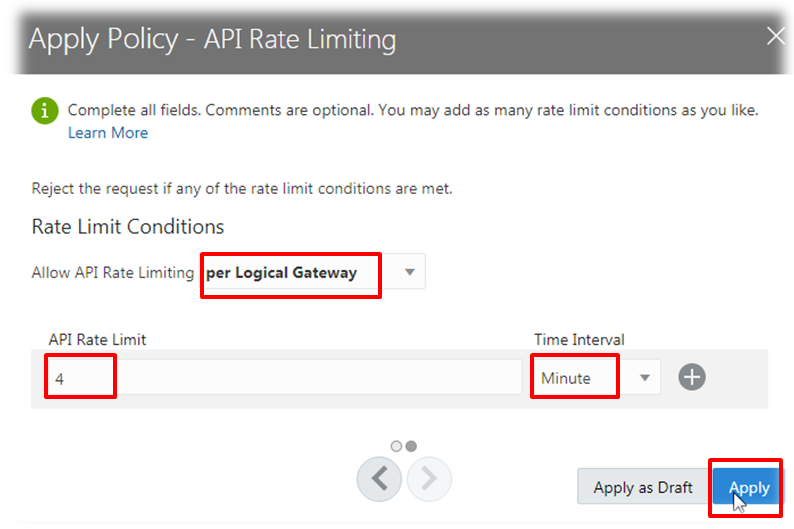 Apply Policy - API Rate Limiting
Complete all fields. Comments are optional. You may add as many rate limit conditions as you like.
Learn More
Reject the request if any of the rate limit conditions are met.
Rate Limit Conditions
Allow API Rate Limiting per Logical Gateway
API Rate Limit Time Interval
4 Minute
Apply as Draft Apply